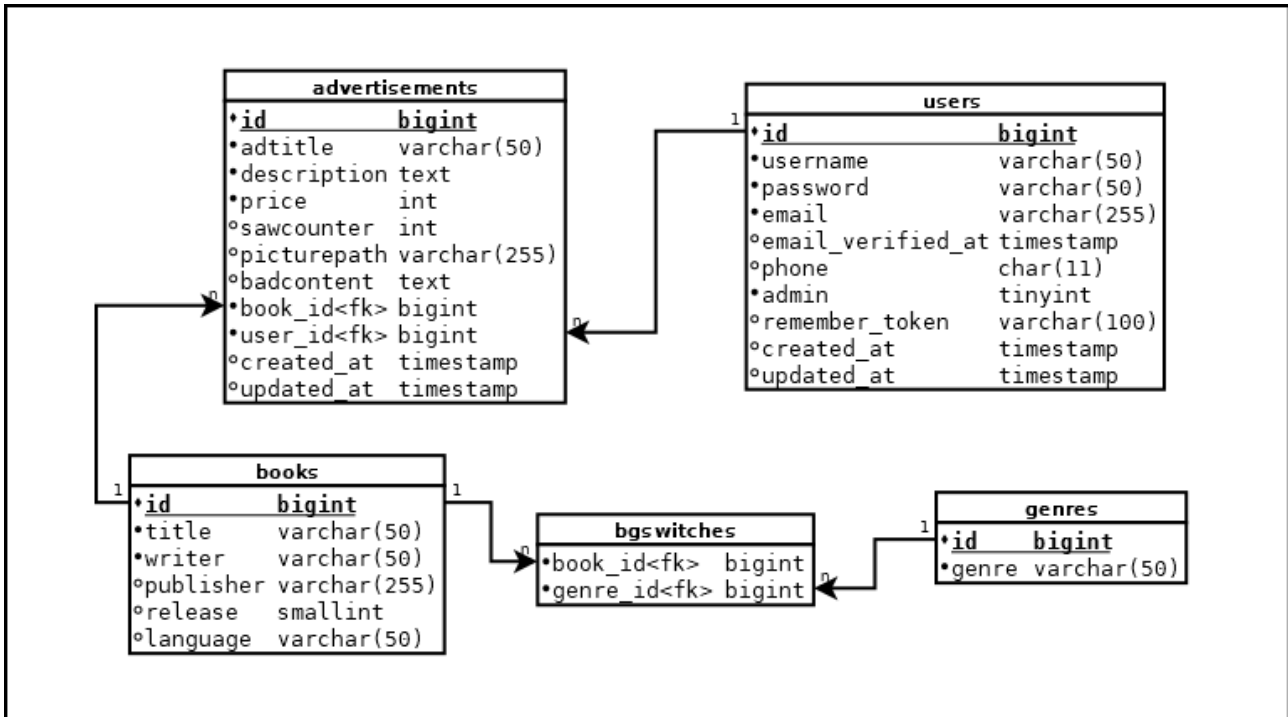 advertisements
id bigint
adtitle varchar(50)
description text
price int
sawcounter int
picturepath varchar(255)
badcontent text
book_id<fk> bigint
user_id<fk> bigint
created_at timestamp
updated_at timestamp
n
users
1
id bigint
username varchar(50)
password varchar(50)
email varchar(255)
email_verified_at timestamp
phone char(11)
admin tinyint
remember_token varchar(100)
created_at timestamp
updated_at timestamp
n
books
1
id bigint
title varchar(50)
writer varchar(50)
publisher varchar(255)
release smallint
language varchar(50)
1
bgswitches
n
book_id<fk> bigint
genre_id<fk> bigint
n
genres
1
id bigint
genre varchar(50)